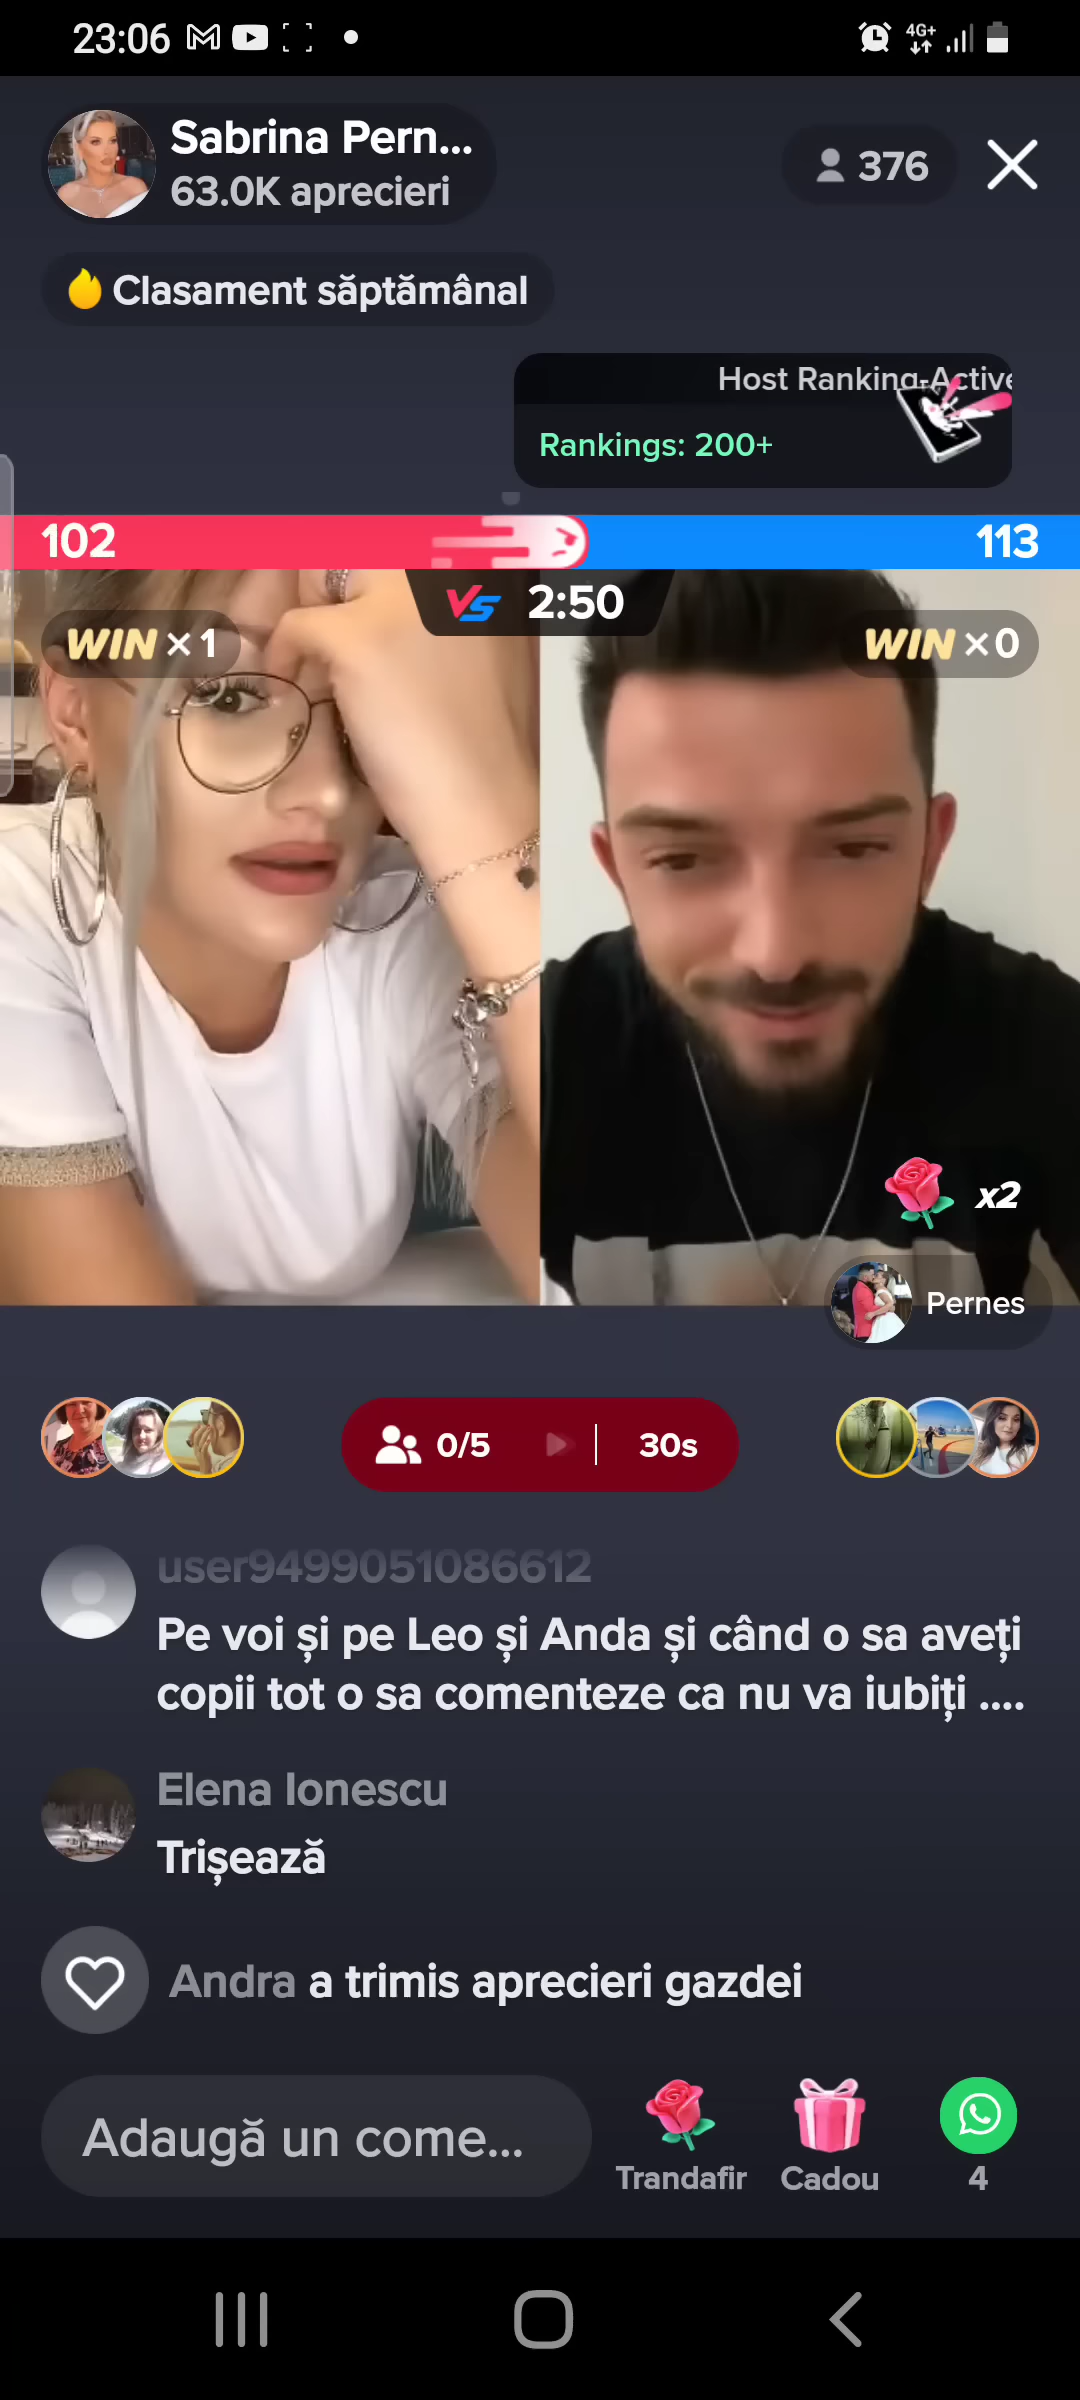 23:06
4G+
Sabrina Pern...
63.0K aprecieri
376
Clasament săptămânal
Host Ranking-Active
Rankings: 200+
102
113
VS 2:50
WIN × 1
WIN × 0
x2
Pernes
0/5
30s
user9499051086612
Pe voi și pe Leo și Anda și când o sa aveți
copii tot o sa comenteze ca nu va iubiți ....
Elena Ionescu
Trișează
Andra a trimis aprecieri gazdei
Adaugă un come...
Trandafir
Cadou
4